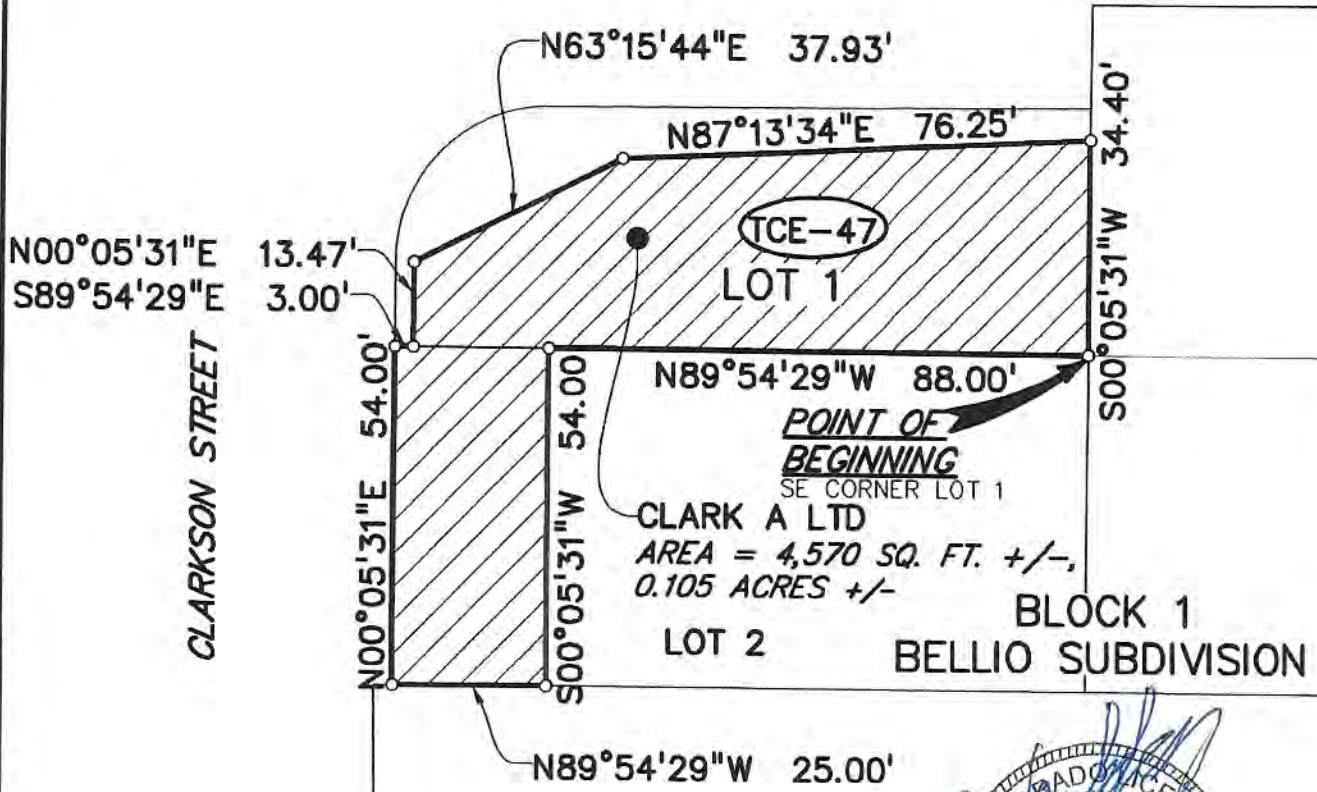 N63°15'44"E 37.93'
N87°13'34"E 76.25'
S00°05'31"W 34.40'
TCE-47
LOT 1
N00°05'31"E 13.47'
S89°54'29"E 3.00'
CLARKSON STREET
N00°05'31"E 54.00'
S00°05'31"W 54.00
N89°54'29"W 88.00'
POINT OF
BEGINNING
SE CORNER LOT 1
CLARK A LTD
AREA = 4,570 SQ. FT. +/-,
0.105 ACRES +/-
LOT 2
BLOCK 1
BELLIO SUBDIVISION
N89°54'29"W 25.00'